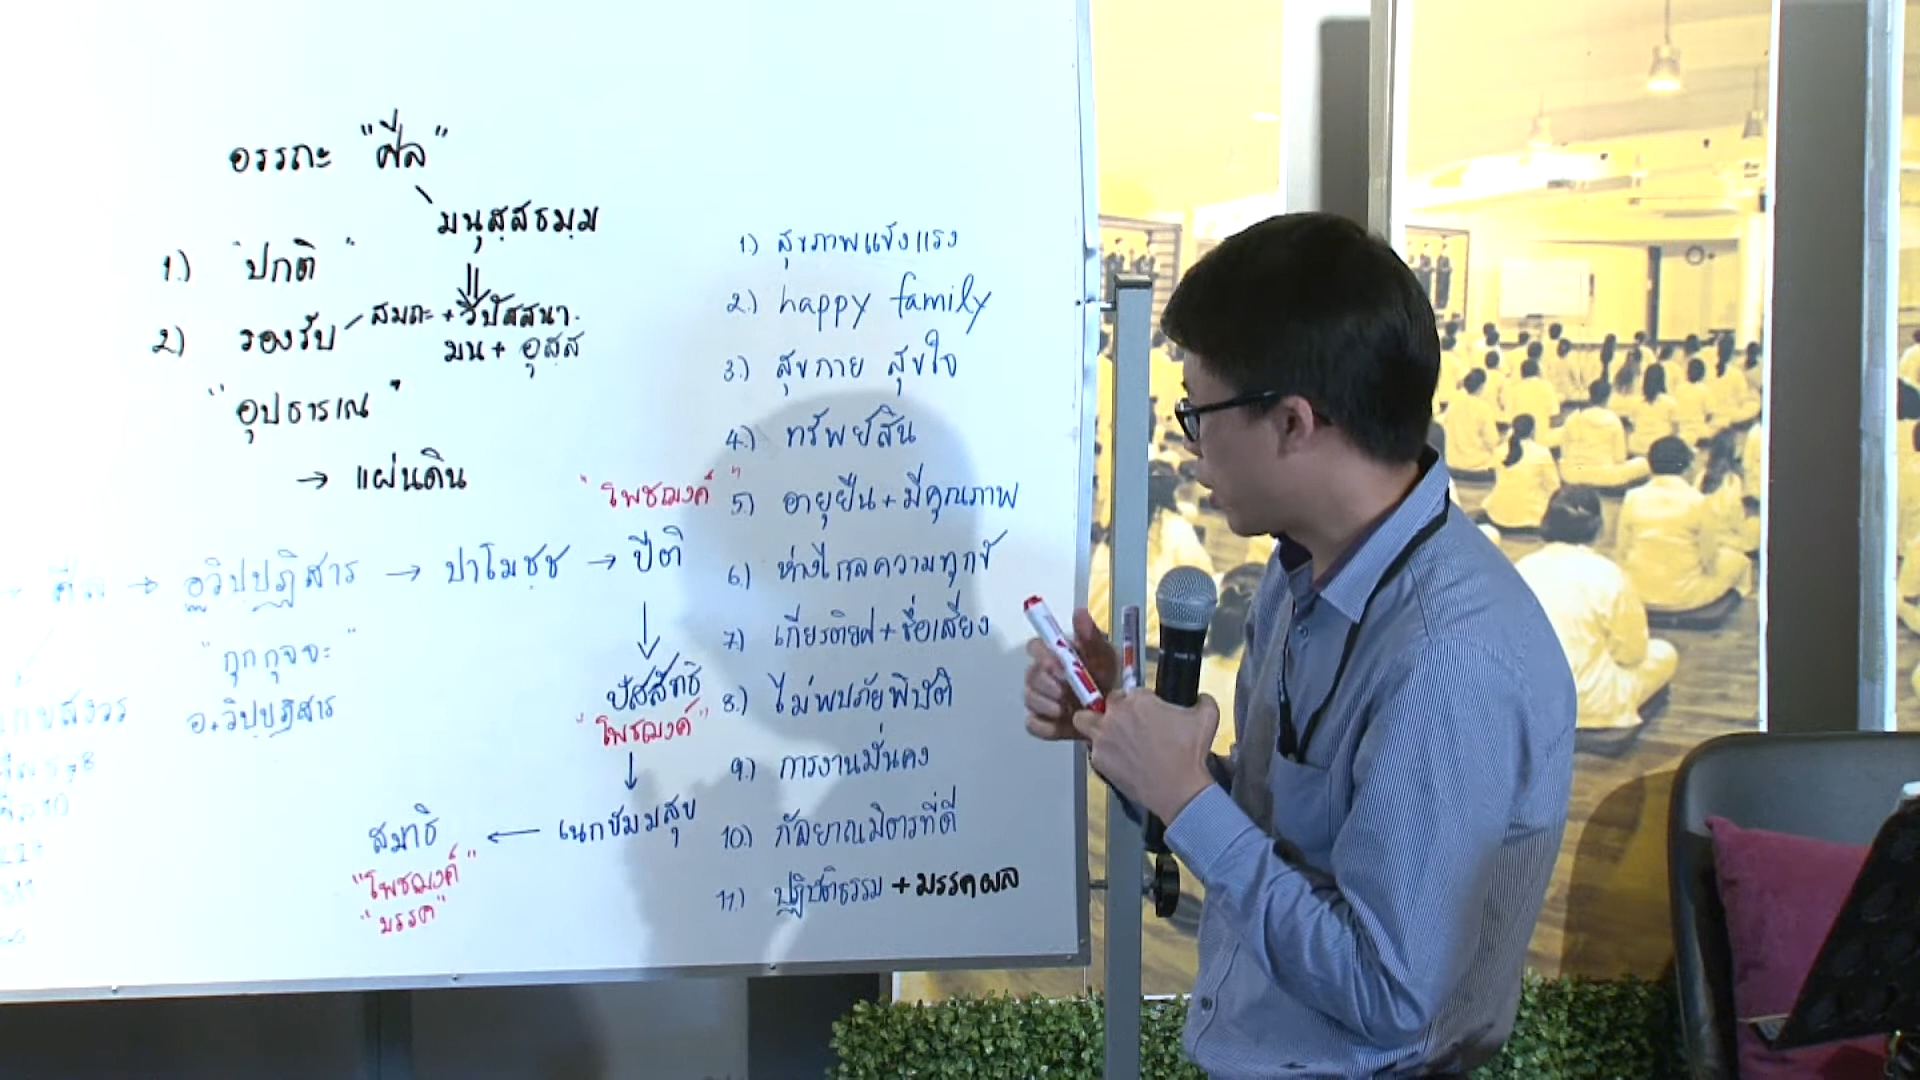 อรรถะ "ศีล"
มนุสฺสธมฺม
1.) "ปกติ"
2.) รองรับ
สมถะ + วิปัสสนา.
มน + อุสฺส
"อุปธารณ"
→ แผ่นดิน
→ ศีล → อวิปปฏิสาร → ปาโมชฺช → ปีติ
"โพชฌงค์"
"กุกกุจจะ"
อ.วิปปฏิสาร
ปัสสัทธิ
"โพชฌงค์"
เนกขัมมสุข
สมาธิ
"โพชฌงค์"
"มรรค"
1.) สุขภาพแข็งแรง
2.) happy family
3.) สุขกาย สุขใจ
4.) ทรัพย์สิน
5.) อายุยืน + มีคุณภาพ
6.) ห่างไกลความทุกข์
7.) เกียรติยศ + ชื่อเสียง
8.) ไม่พบภัยพิบัติ
9.) การงานมั่นคง
10.) กัลยาณมิตรที่ดี
11.) ปฏิบัติธรรม + มรรคผล